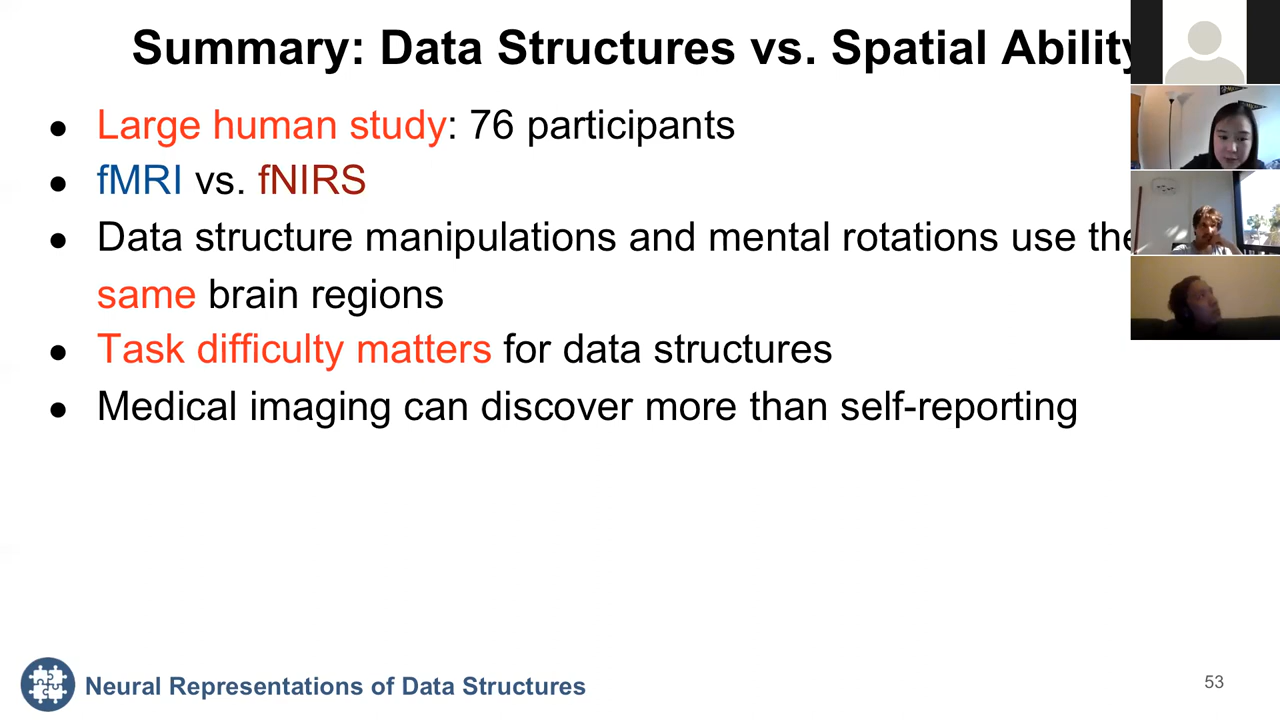 Summary: Data Structures vs. Spatial Ability
● Large human study: 76 participants
● fMRI vs. fNIRS
● Data structure manipulations and mental rotations use the
same brain regions
● Task difficulty matters for data structures
● Medical imaging can discover more than self-reporting
Neural Representations of Data Structures
53